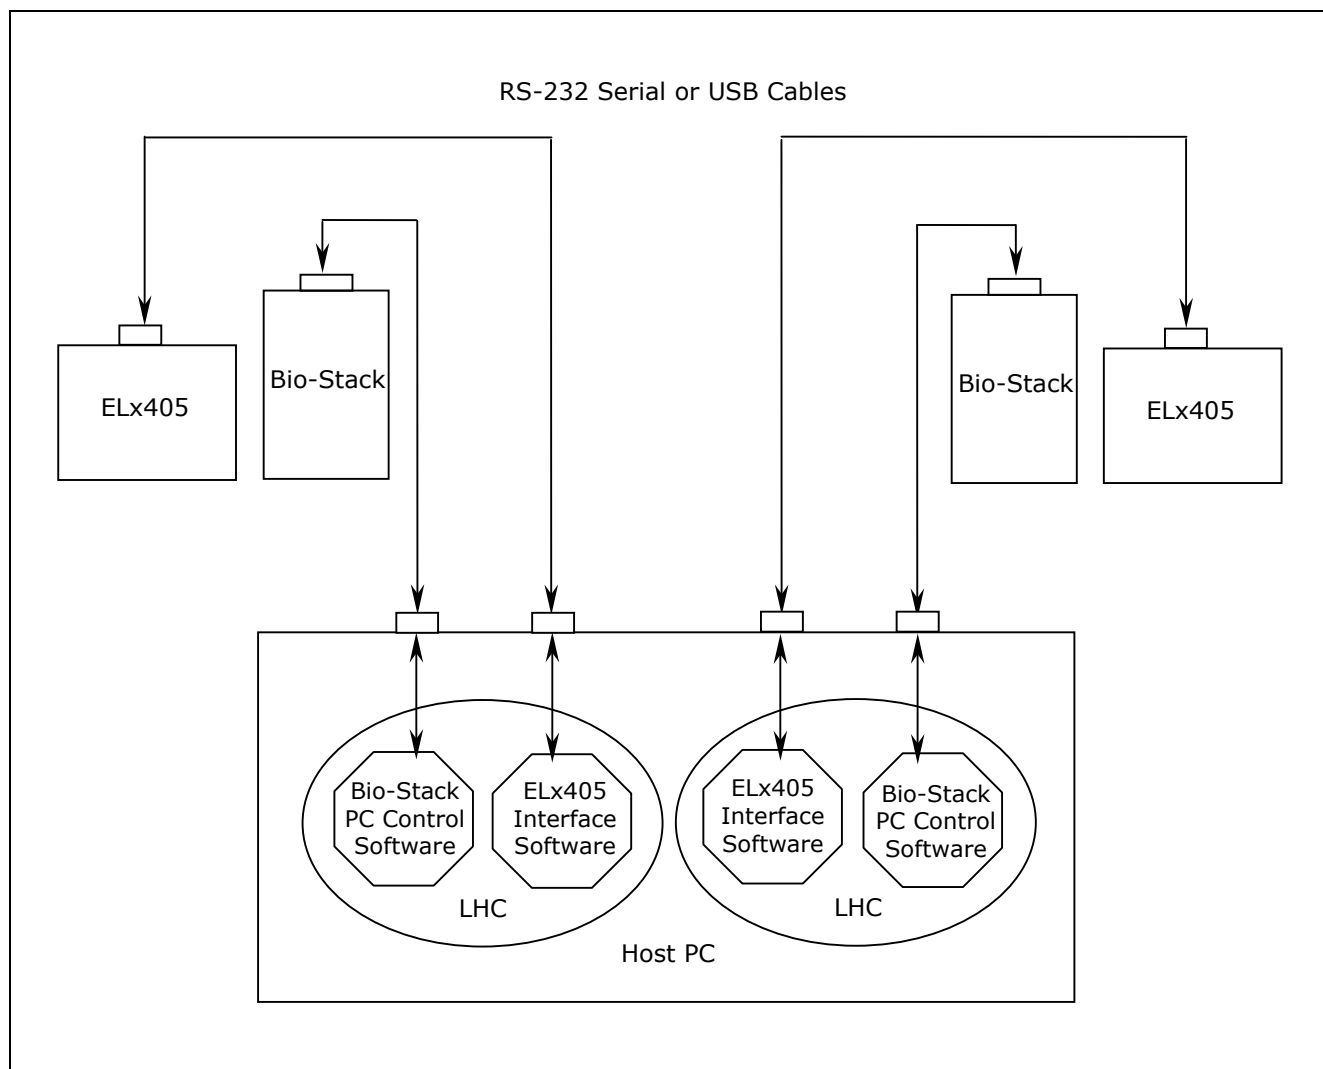 RS-232 Serial or USB Cables
ELx405
Bio-Stack
Bio-Stack
ELx405
Bio-Stack
PC Control
Software
ELx405
Interface
Software
LHC
ELx405
Interface
Software
Bio-Stack
PC Control
Software
LHC
Host PC